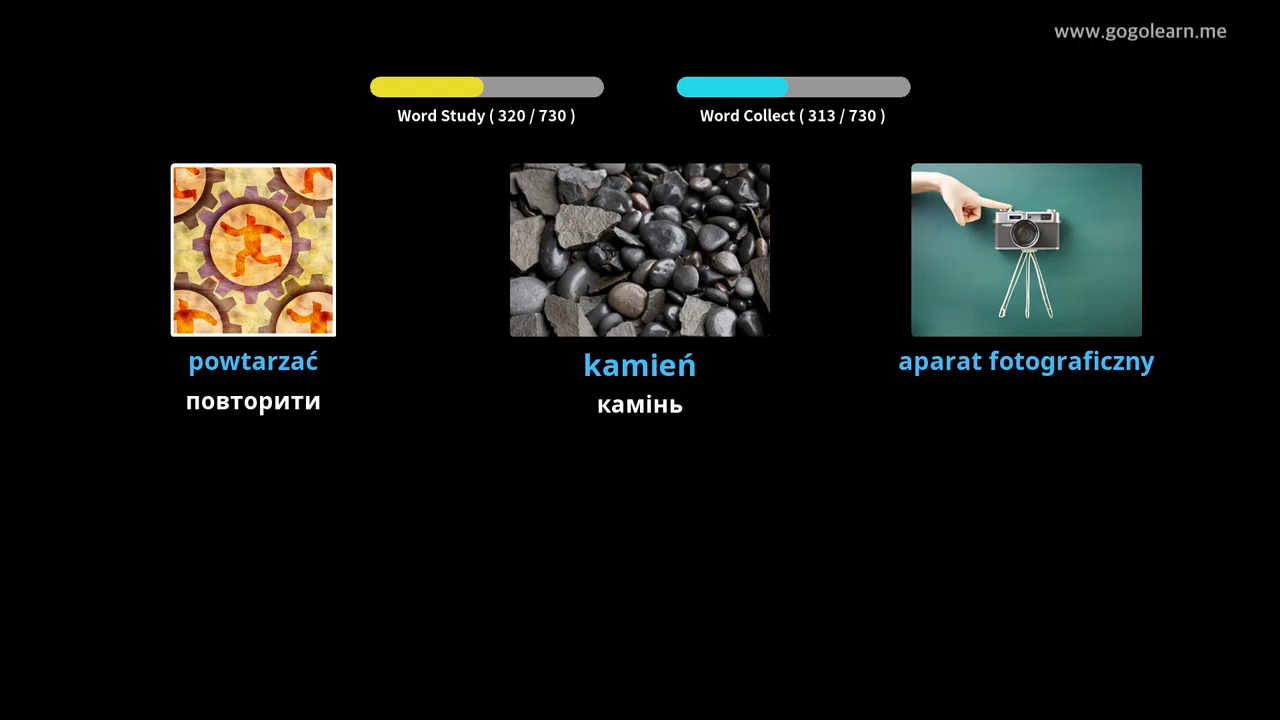 www.gogolearn.me
Word Study ( 320 / 730 )
Word Collect ( 313 / 730 )
powtarzać
повторити
kamień
камінь
aparat fotograficzny